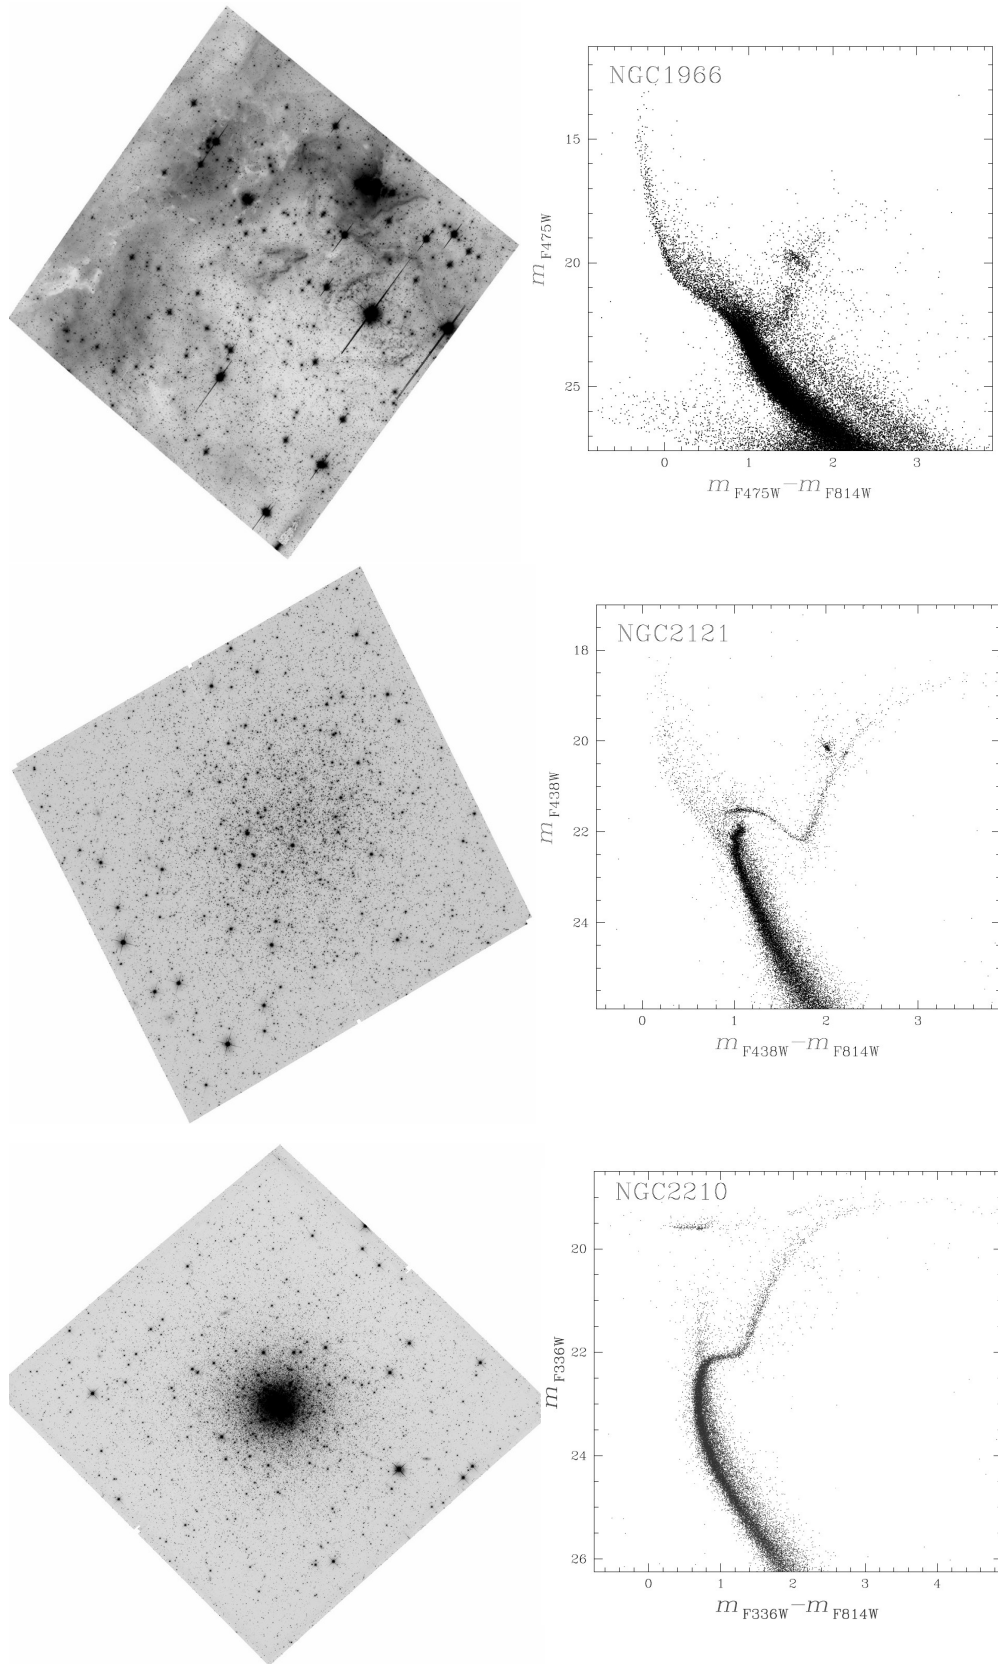 NGC1966
15
20
25
m F475W
0 1 2 3
m F475W−m F814W
NGC2121
18
20
22
24
m F438W
0 1 2 3
m F438W−m F814W
NGC2210
20
22
24
26
m F336W
0 1 2 3 4
m F336W−m F814W